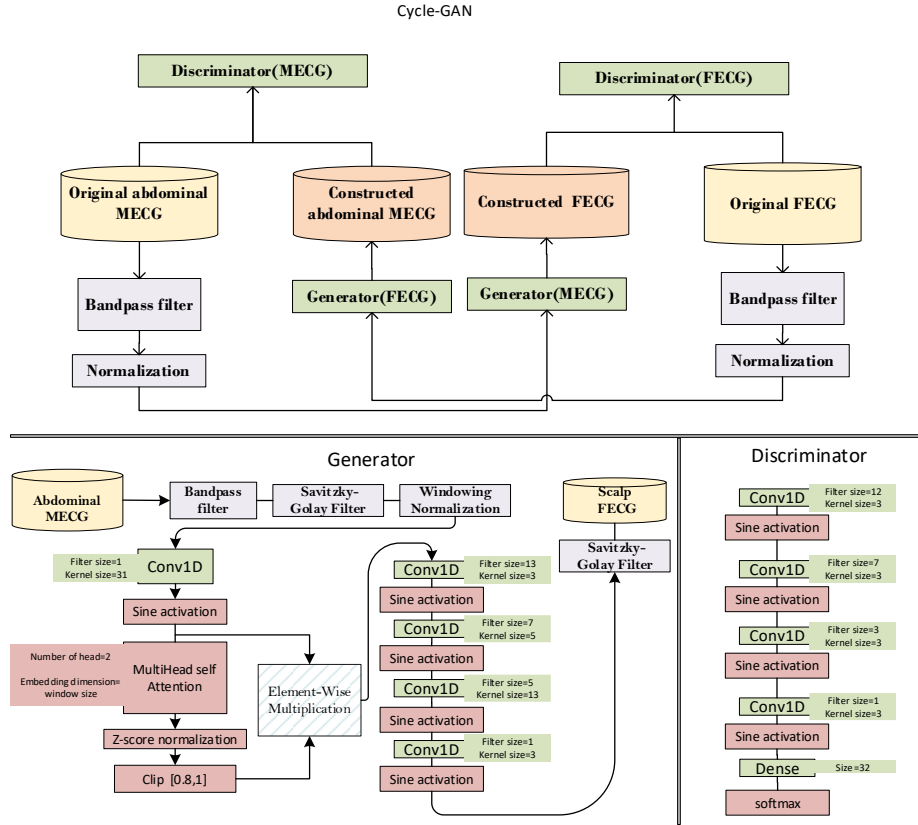 Cycle-GAN
Discriminator(MECG)
Discriminator(FECG)
Original abdominal
MECG
Constructed
abdominal MECG
Constructed FECG
Original FECG
Bandpass filter
Generator(FECG)
Generator(MECG)
Bandpass filter
Normalization
Normalization
Generator
Abdominal
MECG
Bandpass
filter
Savitzky-
Golay Filter
Windowing
Normalization
Scalp
FECG
Savitzky-
Golay Filter
Filter size=1
Kernel size=31
Conv1D
Sine activation
Number of head=2
Embedding dimension=
window size
MultiHead self
Attention
Z-score normalization
Clip [0.8,1]
Element-Wise
Multiplication
Conv1D
Filter size=13
Kernel size=3
Sine activation
Conv1D
Filter size=7
Kernel size=5
Sine activation
Conv1D
Filter size=5
Kernel size=13
Sine activation
Conv1D
Filter size=1
Kernel size=3
Sine activation
Discriminator
Conv1D
Filter size=12
Kernel size=3
Sine activation
Conv1D
Filter size=7
Kernel size=3
Sine activation
Conv1D
Filter size=3
Kernel size=3
Sine activation
Conv1D
Filter size=1
Kernel size=3
Sine activation
Dense
Size=32
softmax